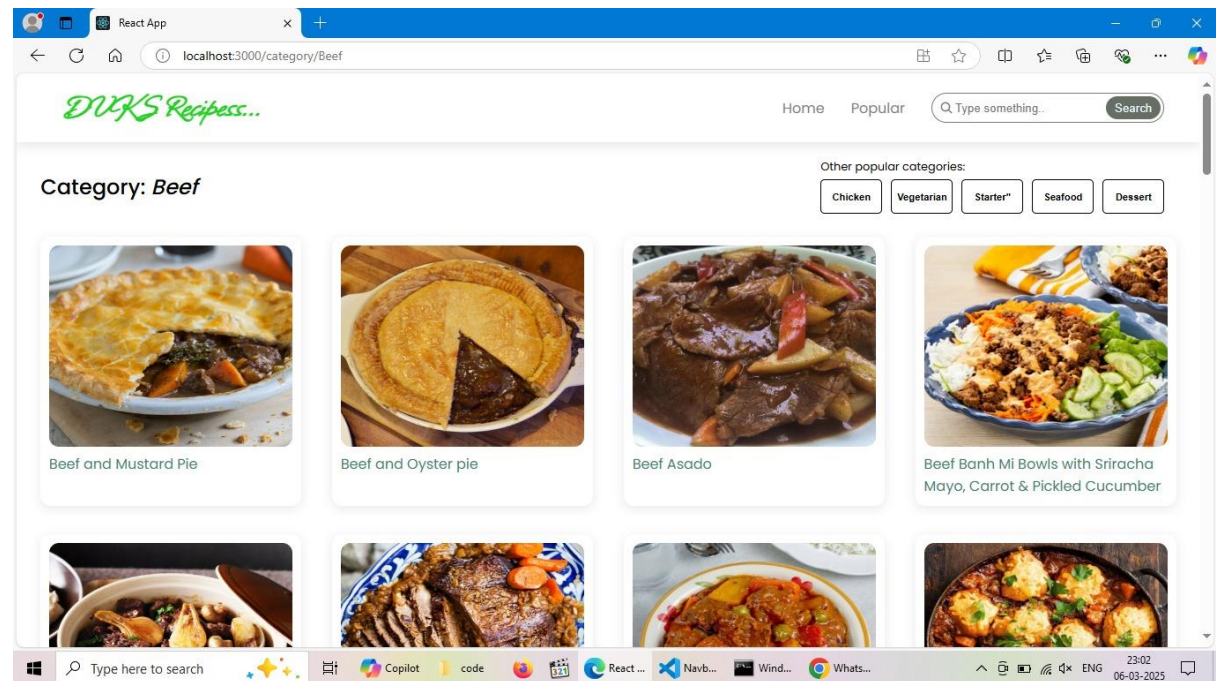 React App
localhost:3000/category/Beef
DUKS Recipess...
Home
Popular
Type something..
Search
Category: Beef
Other popular categories:
Chicken
Vegetarian
Starter"
Seafood
Dessert
Beef and Mustard Pie
Beef and Oyster pie
Beef Asado
Beef Banh Mi Bowls with Sriracha
Mayo, Carrot & Pickled Cucumber
Type here to search
Copilot
code
321
React ...
Navb...
Wind...
Whats...
ENG
23:02
06-03-2025